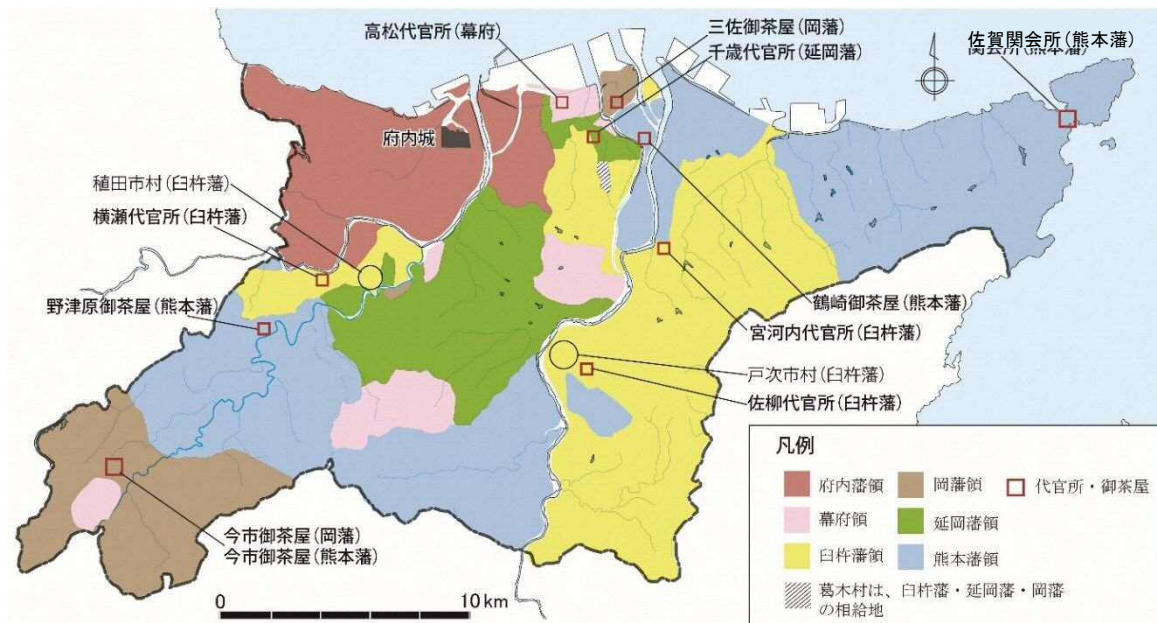 高松代官所(幕府)
三佐御茶屋(岡藩)
千歳代官所(延岡藩)
佐賀関会所(熊本藩)
関会所(熊本藩)
府内城
稙田市村(臼杵藩)
横瀬代官所(臼杵藩)
野津原御茶屋(熊本藩)
鶴崎御茶屋(熊本藩)
宮河内代官所(臼杵藩)
戸次市村(臼杵藩)
佐柳代官所(臼杵藩)
今市御茶屋(岡藩)
今市御茶屋(熊本藩)
0 10km
凡例
府内藩領 岡藩領 代官所・御茶屋
幕府領 延岡藩領
臼杵藩領 熊本藩領
葛木村は、臼杵藩・延岡藩・岡藩
の相給地